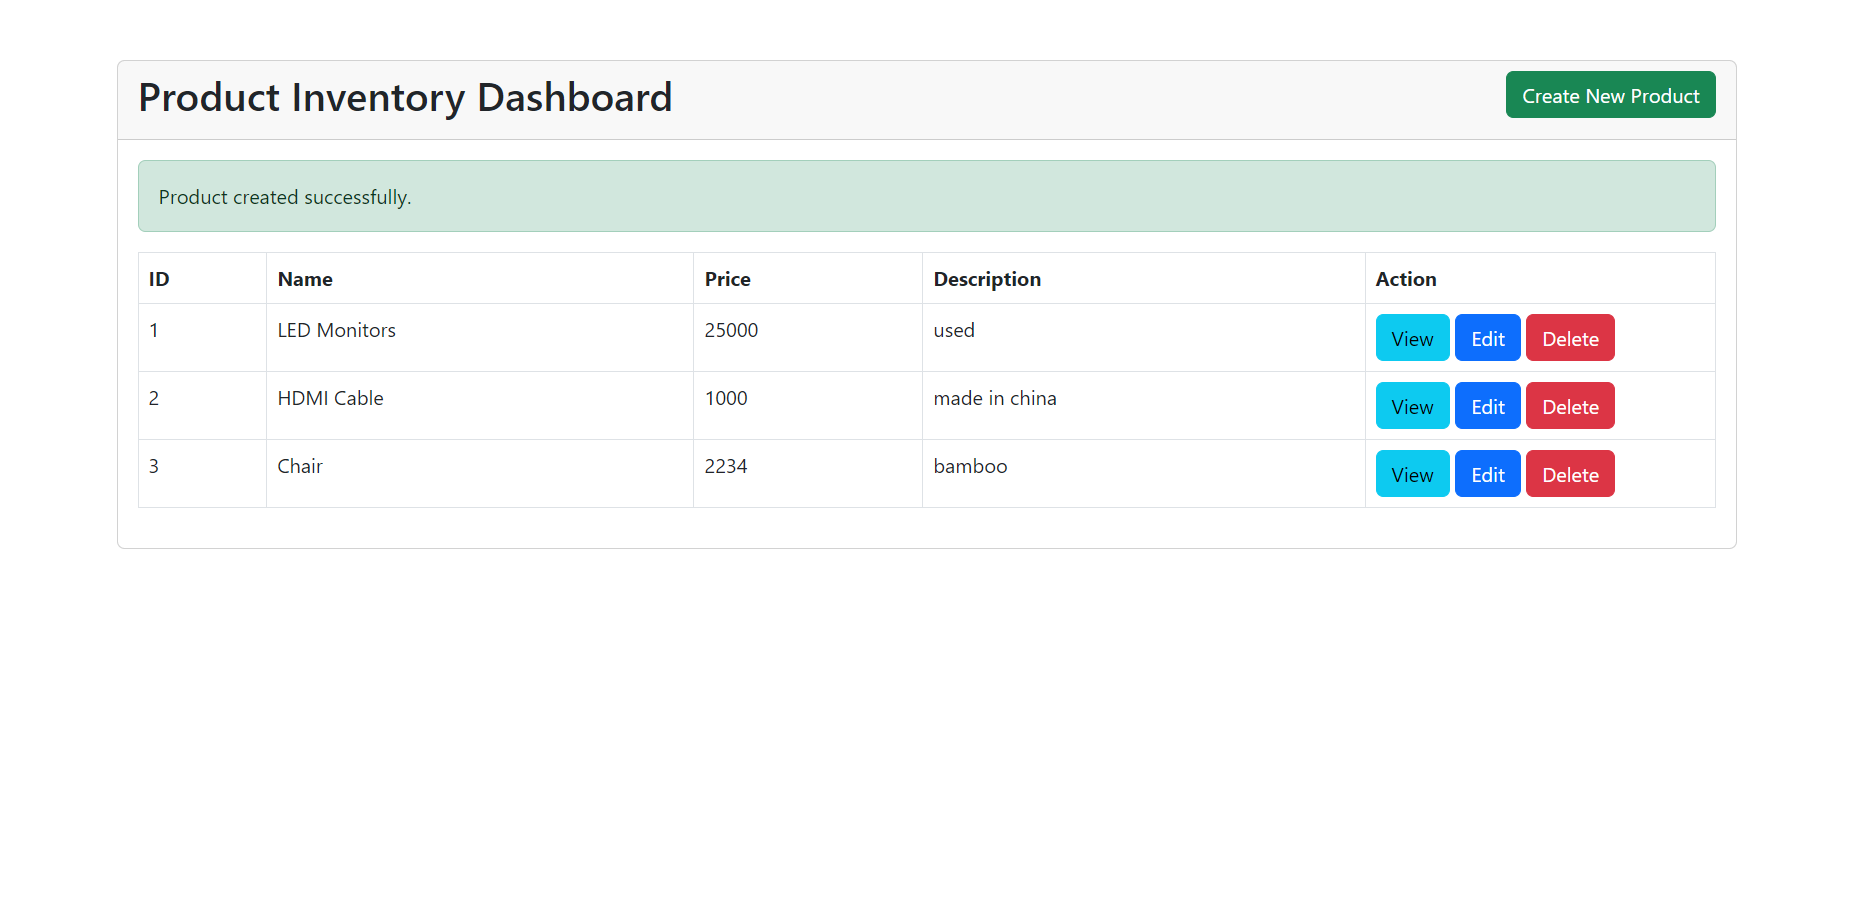 Product Inventory Dashboard
Create New Product
Product created successfully.
ID Name Price Description Action
1 LED Monitors 25000 used View Edit Delete
2 HDMI Cable 1000 made in china View Edit Delete
3 Chair 2234 bamboo View Edit Delete